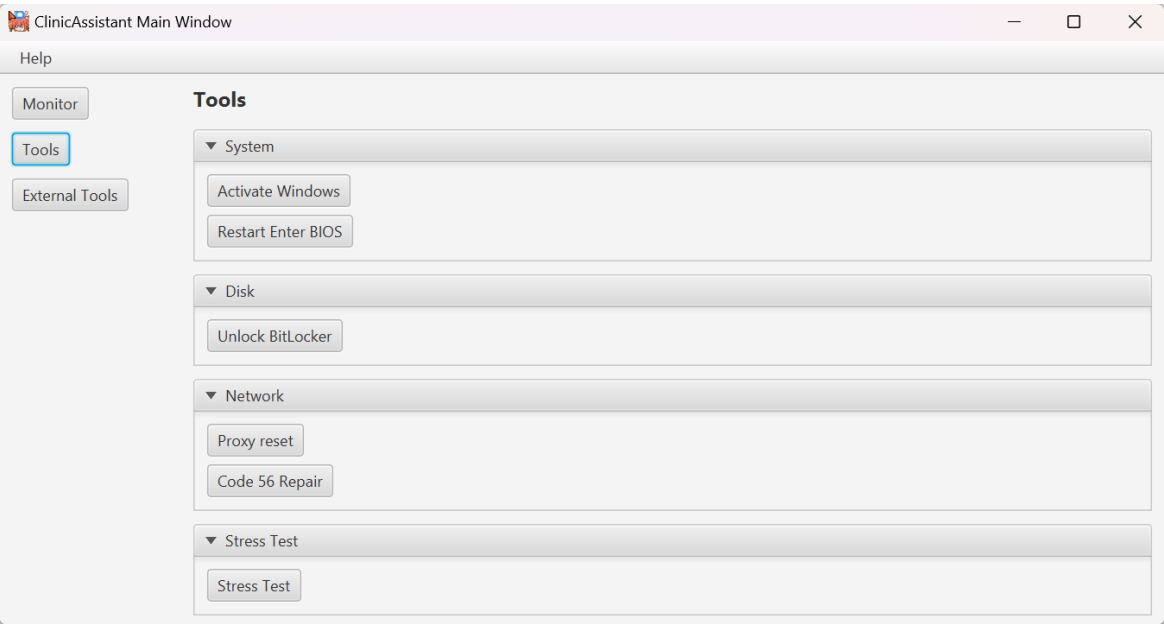 ClinicAssistant Main Window
Help
Monitor
Tools
External Tools
Tools
System
Activate Windows
Restart Enter BIOS
Disk
Unlock BitLocker
Network
Proxy reset
Code 56 Repair
Stress Test
Stress Test